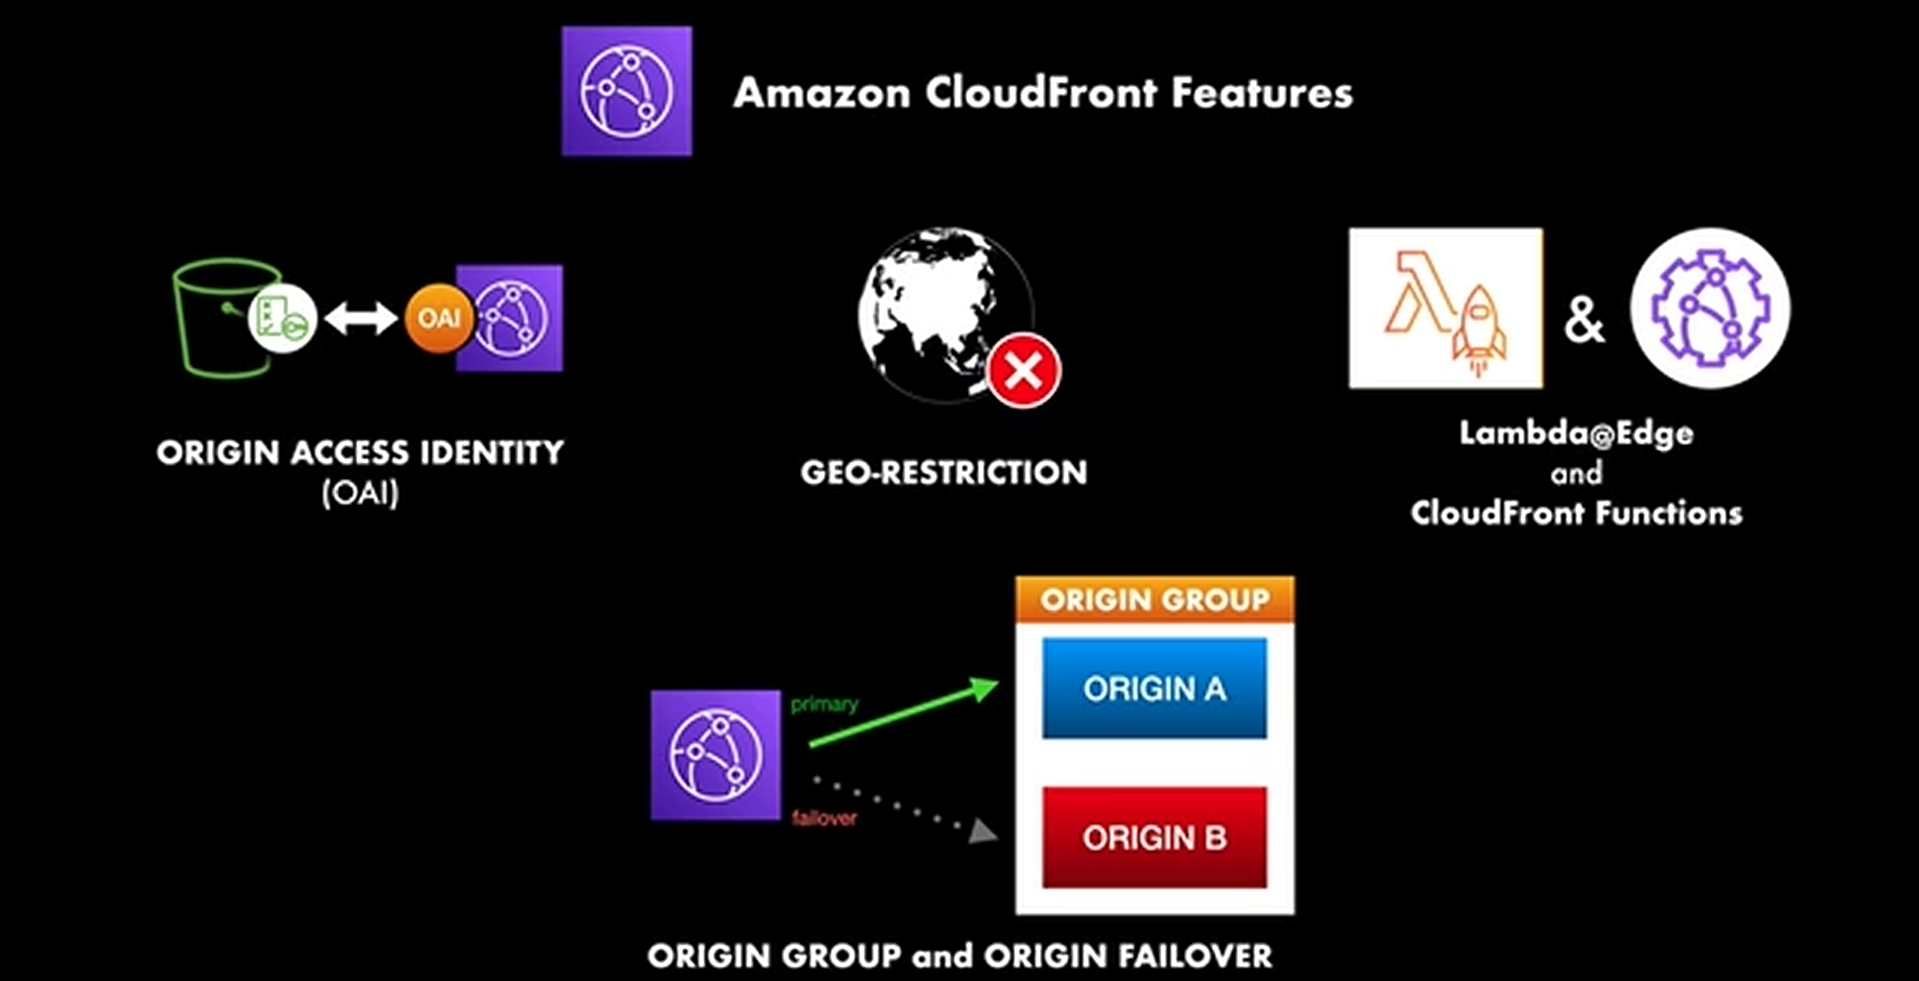 Amazon CloudFront Features
OAI
ORIGIN ACCESS IDENTITY
(OAI)
GEO-RESTRICTION
&
Lambda@Edge
and
CloudFront Functions
primary
failover
ORIGIN GROUP
ORIGIN A
ORIGIN B
ORIGIN GROUP and ORIGIN FAILOVER